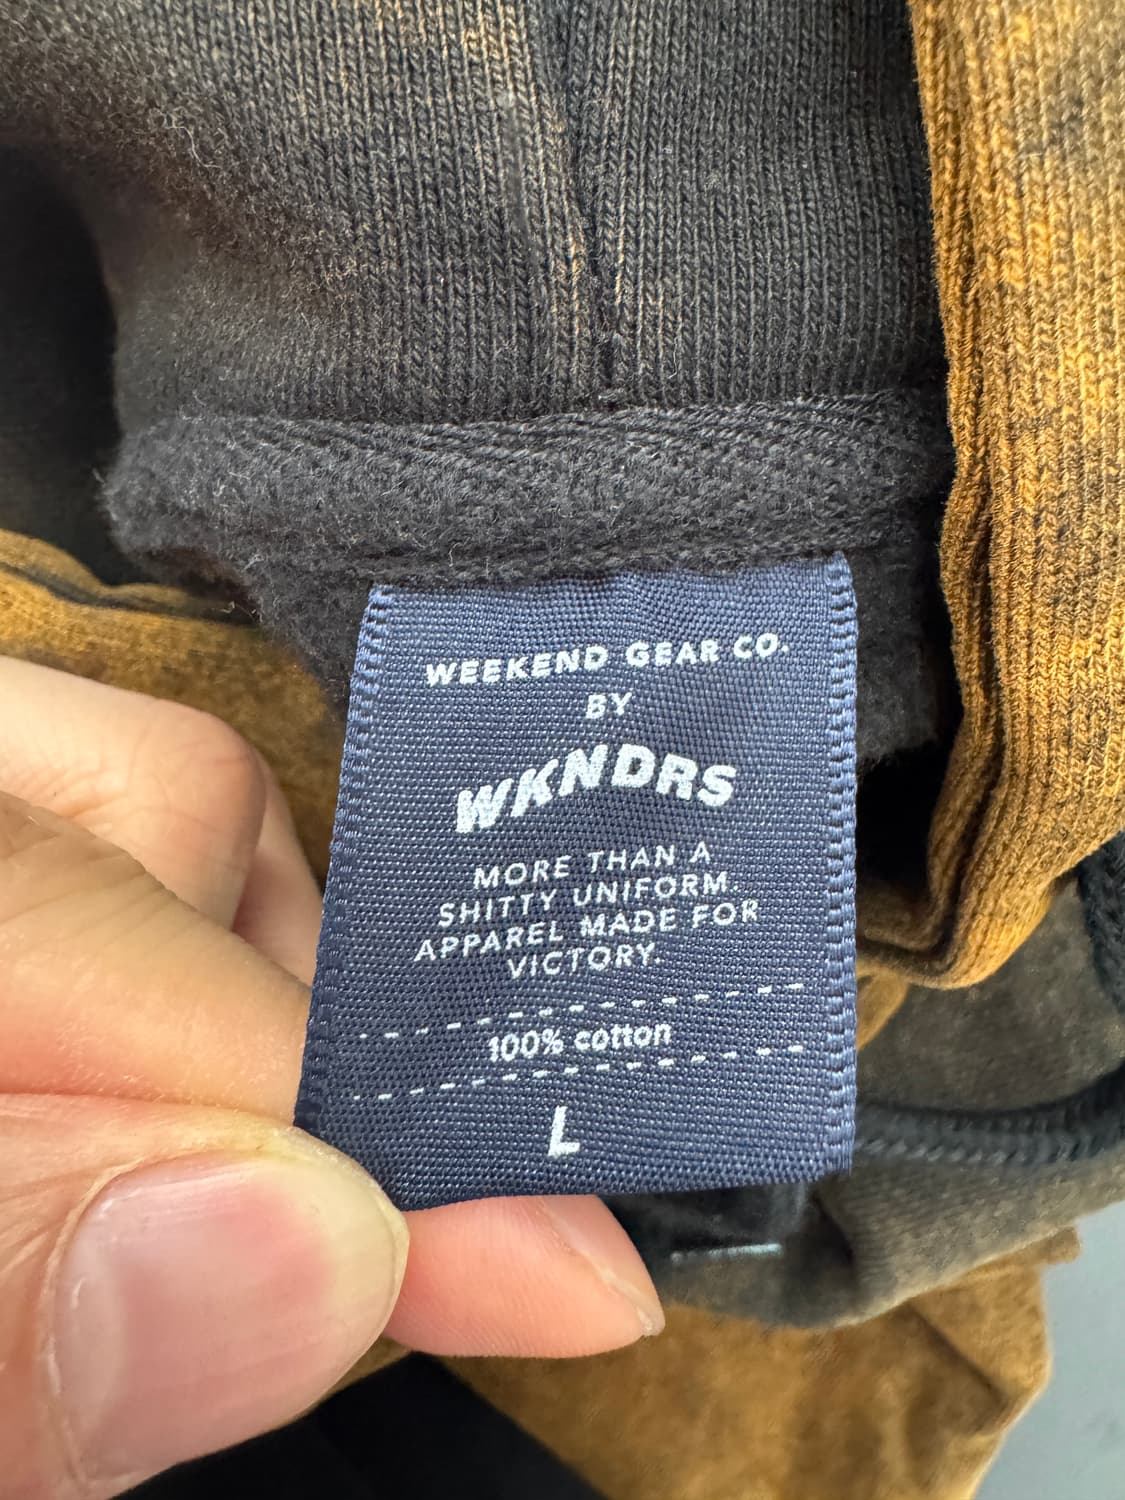 WEEKEND GEAR CO.
BY
WKNDRS
MORE THAN A
SHITTY UNIFORM.
APPAREL MADE FOR
VICTORY.
100% cotton
L